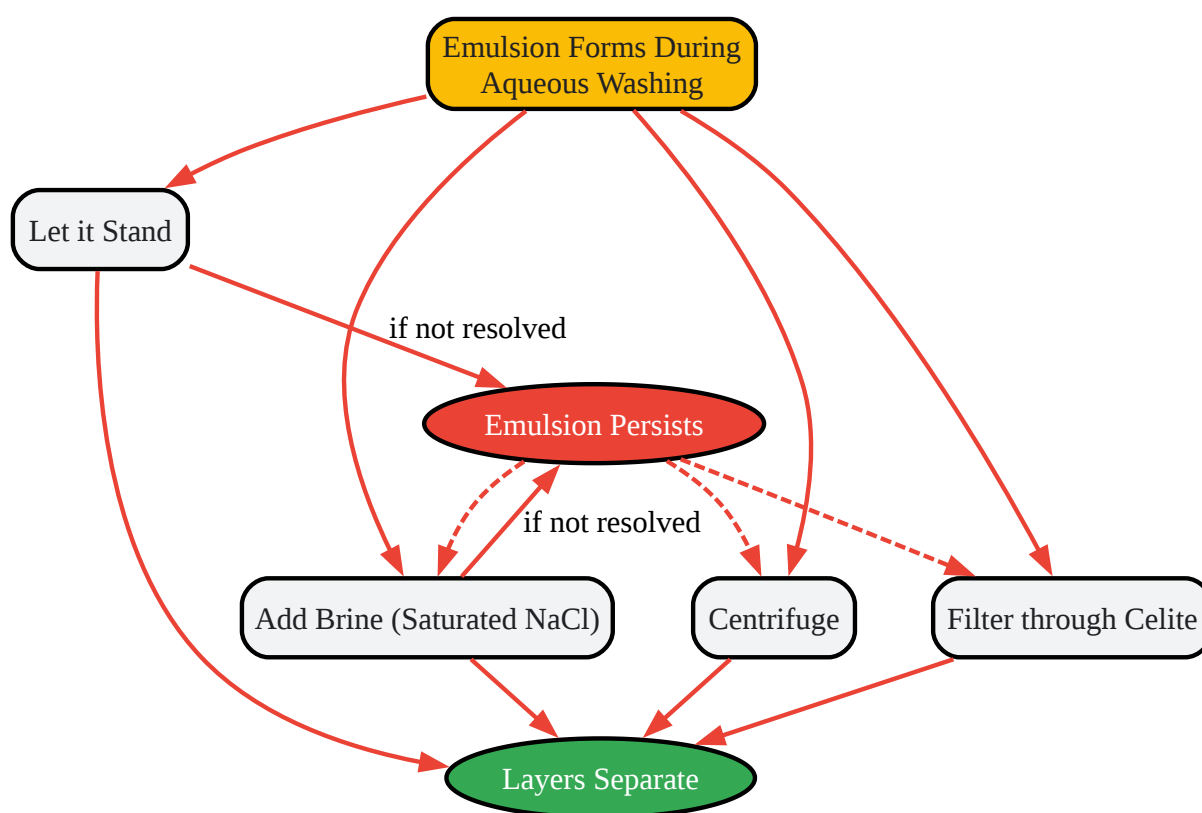 Emulsion Forms During
Aqueous Washing
Let it Stand
if not resolved
Emulsion Persists
if not resolved
Add Brine (Saturated NaCl)
Centrifuge
Filter through Celite
Layers Separate